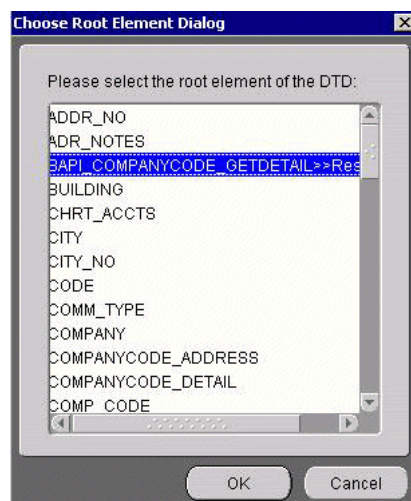 Choose Root Element Dialog
Please select the root element of the DTD:
ADDR_NO
ADR_NOTES
BAPI_COMPANYCODE_GETDETAIL>>Res
BUILDING
CHRT_ACCTS
CITY
CITY_NO
CODE
COMM_TYPE
COMPANY
COMPANYCODE_ADDRESS
COMPANYCODE_DETAIL
COMP_CODE
OK Cancel